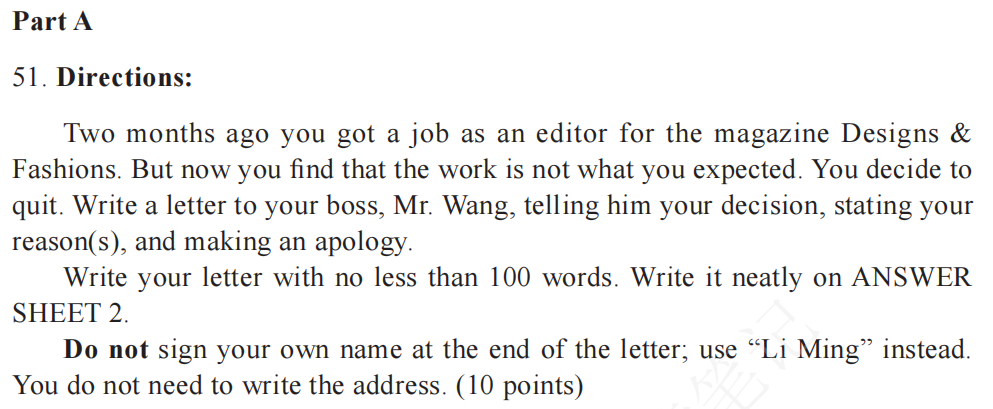 Part A
51. Directions:
Two months ago you got a job as an editor for the magazine Designs &
Fashions. But now you find that the work is not what you expected. You decide to
quit. Write a letter to your boss, Mr. Wang, telling him your decision, stating your
reason(s), and making an apology.
Write your letter with no less than 100 words. Write it neatly on ANSWER
SHEET 2.
Do not sign your own name at the end of the letter; use “Li Ming” instead.
You do not need to write the address. (10 points)
笔记